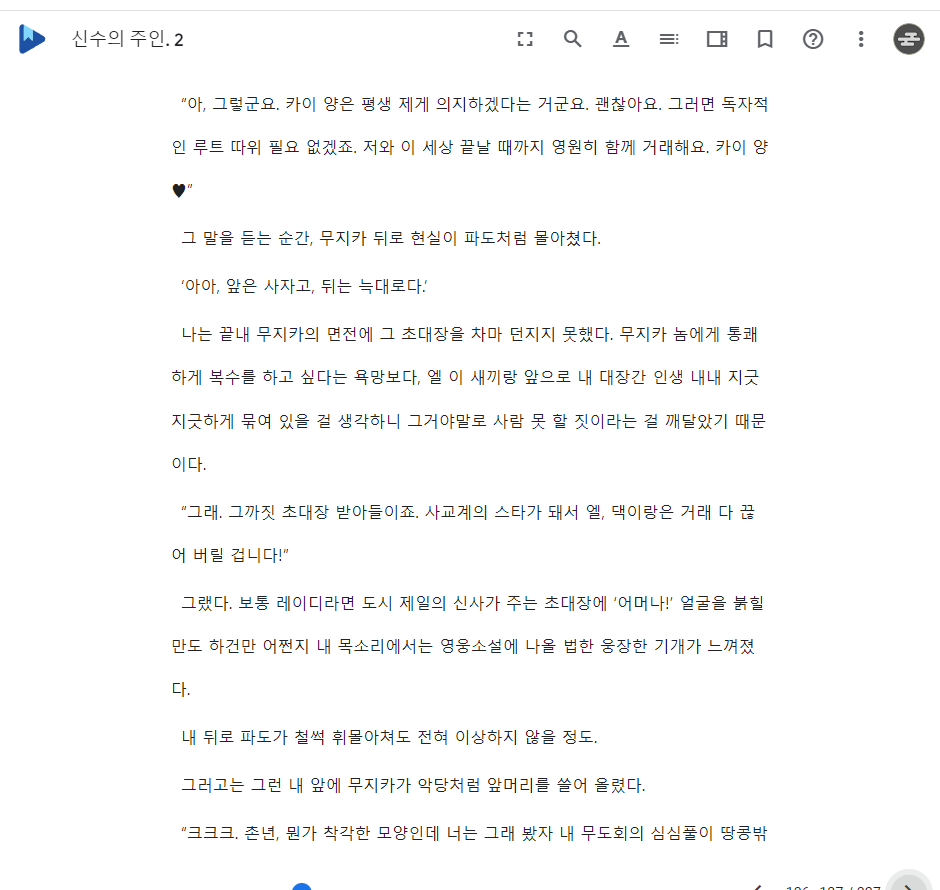 신수의 주인. 2
“아, 그렇군요. 카이 양은 평생 제게 의지하겠다는 거군요. 괜찮아요. 그러면 독자적
인 루트 따위 필요 없겠죠. 저와 이 세상 끝날 때까지 영원히 함께 거래해요. 카이 양
♥”
그 말을 듣는 순간, 무지카 뒤로 현실이 파도처럼 몰아쳤다.
‘아아, 앞은 사자고, 뒤는 늑대로다.’
나는 끝내 무지카의 면전에 그 초대장을 차마 던지지 못했다. 무지카 놈에게 통쾌
하게 복수를 하고 싶다는 욕망보다, 엘 이 새끼랑 앞으로 내 대장간 인생 내내 지긋
지긋하게 묶여 있을 걸 생각하니 그거야말로 사람 못 할 짓이라는 걸 깨달았기 때문
이다.
“그래. 그까짓 초대장 받아들이죠. 사교계의 스타가 돼서 엘, 댁이랑은 거래 다 끊
어 버릴 겁니다!”
그랬다. 보통 레이디라면 도시 제일의 신사가 주는 초대장에 ‘어머나!’ 얼굴을 붉힐
만도 하건만 어쩐지 내 목소리에서는 영웅소설에 나올 법한 웅장한 기개가 느껴졌
다.
내 뒤로 파도가 철썩 휘몰아쳐도 전혀 이상하지 않을 정도.
그러고는 그런 내 앞에 무지카가 악당처럼 앞머리를 쓸어 올렸다.
“크크크. 촌년, 뭔가 착각한 모양인데 너는 그래 봤자 내 무도회의 심심풀이 땅콩밖